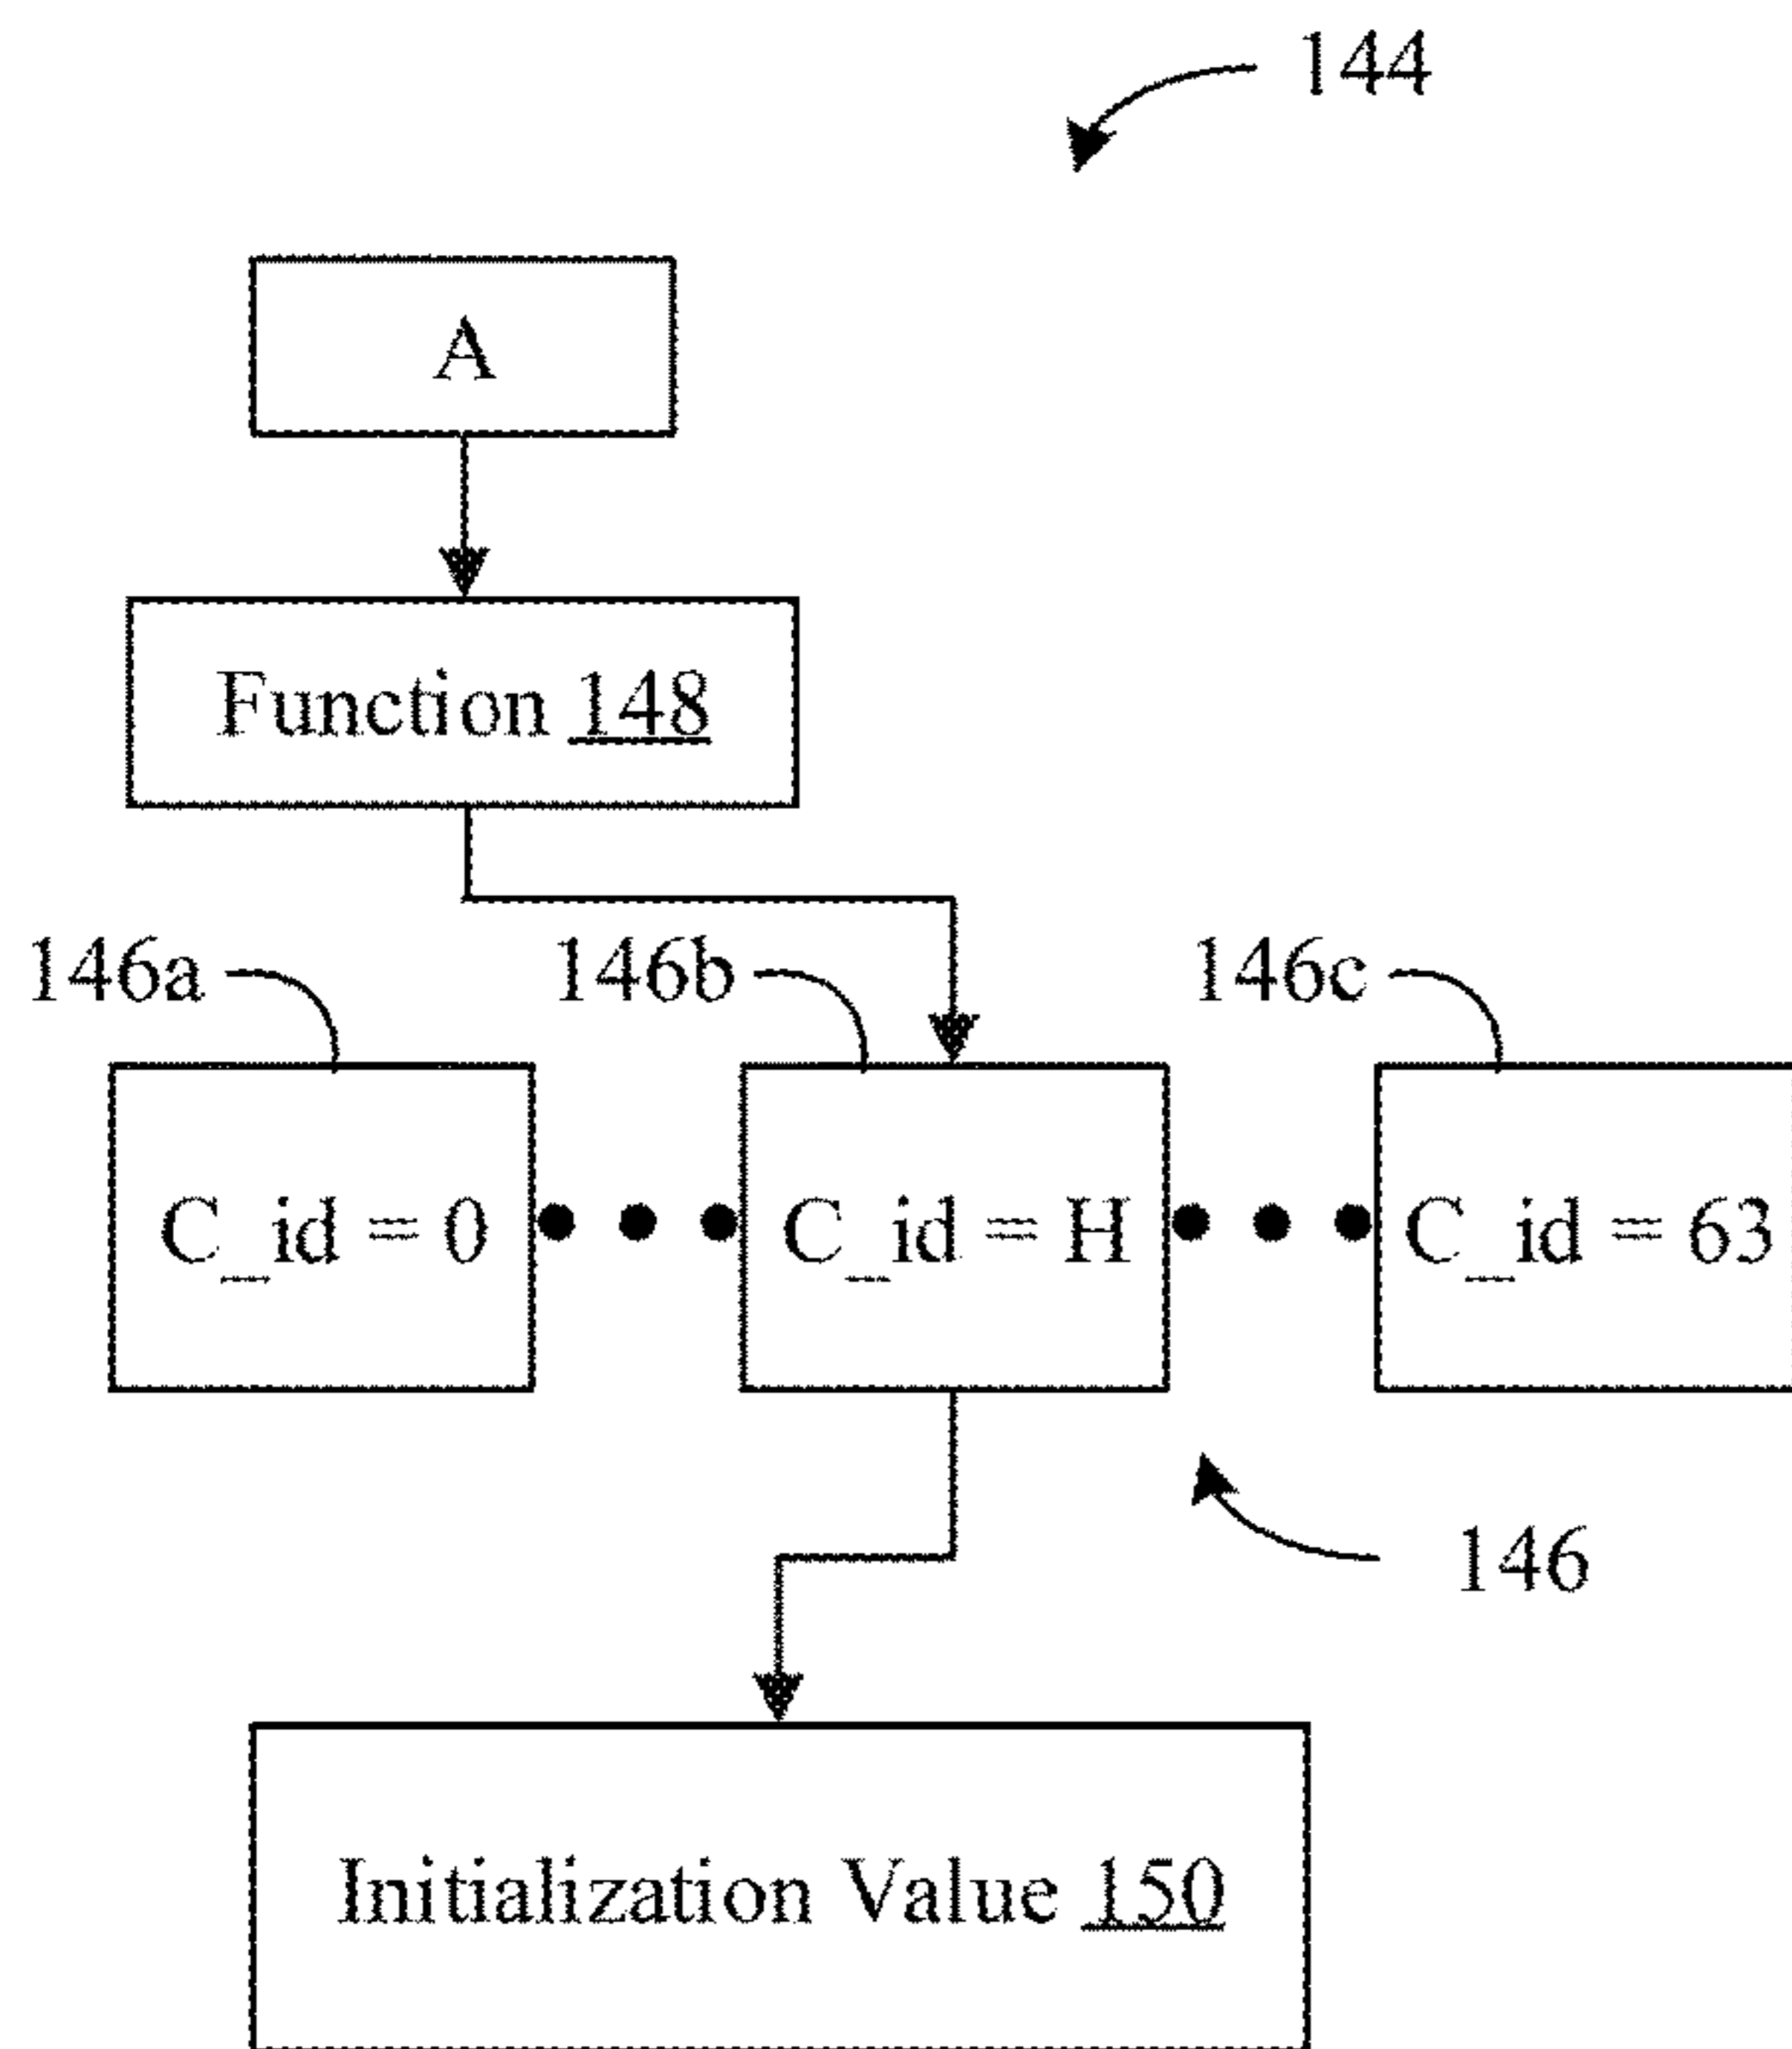 144
A
Function 148
146a
146b
146c
C_id = 0
C_id = H
C_id = 63
146
Initialization Value 150